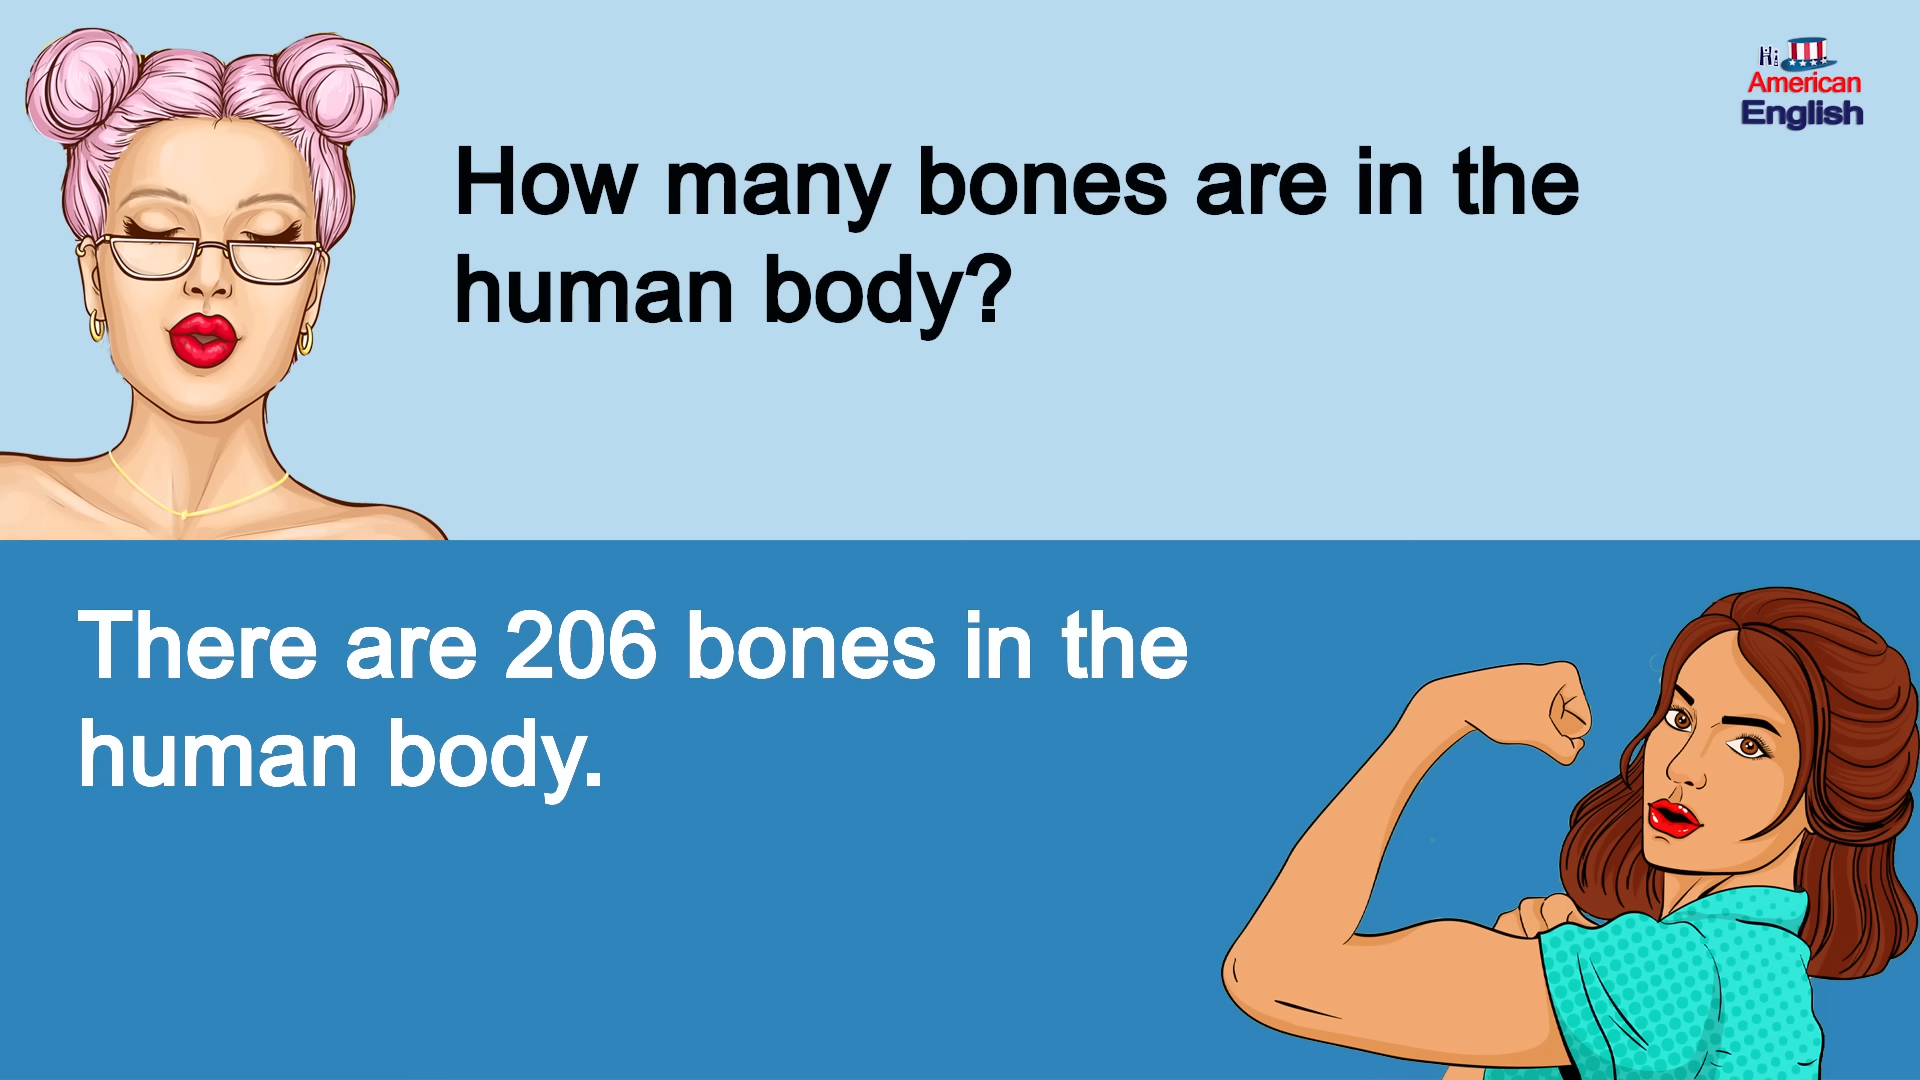 Hi
American
English
How many bones are in the
human body?
There are 206 bones in the
human body.